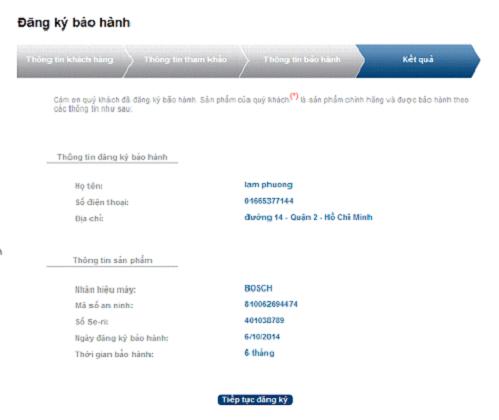 Đăng ký bảo hành
Thông tin khách hàng Thông tin tham khảo Thông tin bảo hành Kết quả
Cám ơn quý khách đã đăng ký bảo hành. Sản phẩm của quý khách(*) là sản phẩm chính hãng và được bảo hành theo
các thông tin như sau:
Thông tin đăng ký bảo hành
Họ tên: lam phuong
Số điện thoại: 01665377144
Địa chỉ: đường 14 - Quận 2 - Hồ Chí Minh
Thông tin sản phẩm
Nhãn hiệu máy: BOSCH
Mã số an ninh: 810062694474
Số Se-ri: 401038789
Ngày đăng ký bảo hành: 6/10/2014
Thời gian bảo hành: 6 tháng
Tiếp tục đăng ký